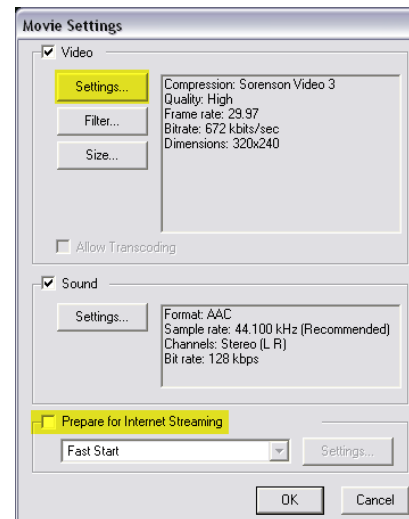 Movie Settings
Video
Settings...
Filter...
Size...
Compression: Sorenson Video 3
Quality: High
Frame rate: 29.97
Bitrate: 672 kbits/sec
Dimensions: 320x240
Allow Transcoding
Sound
Settings...
Format: AAC
Sample rate: 44.100 kHz (Recommended)
Channels: Stereo (L R)
Bit rate: 128 kbps
Prepare for Internet Streaming
Fast Start
Settings...
OK
Cancel